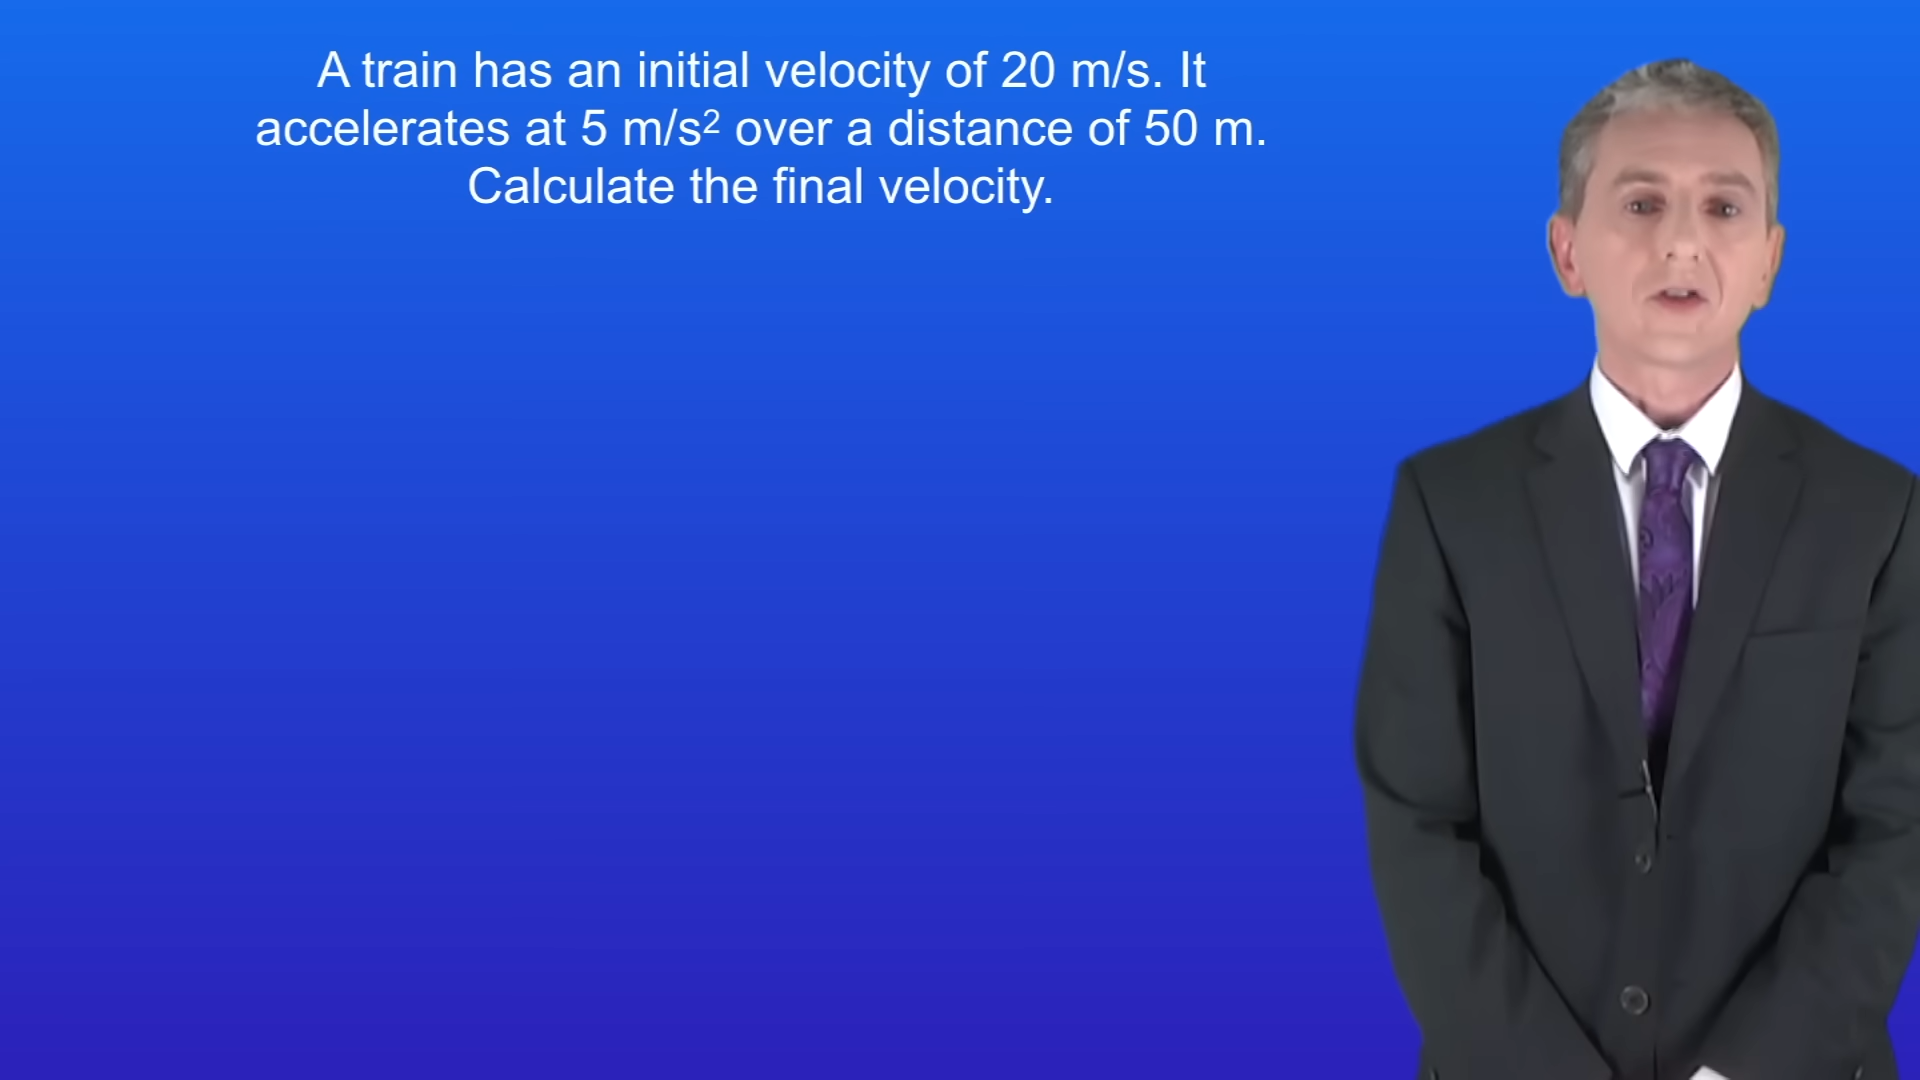 A train has an initial velocity of 20 m/s. It
accelerates at 5 m/s² over a distance of 50 m.
Calculate the final velocity.